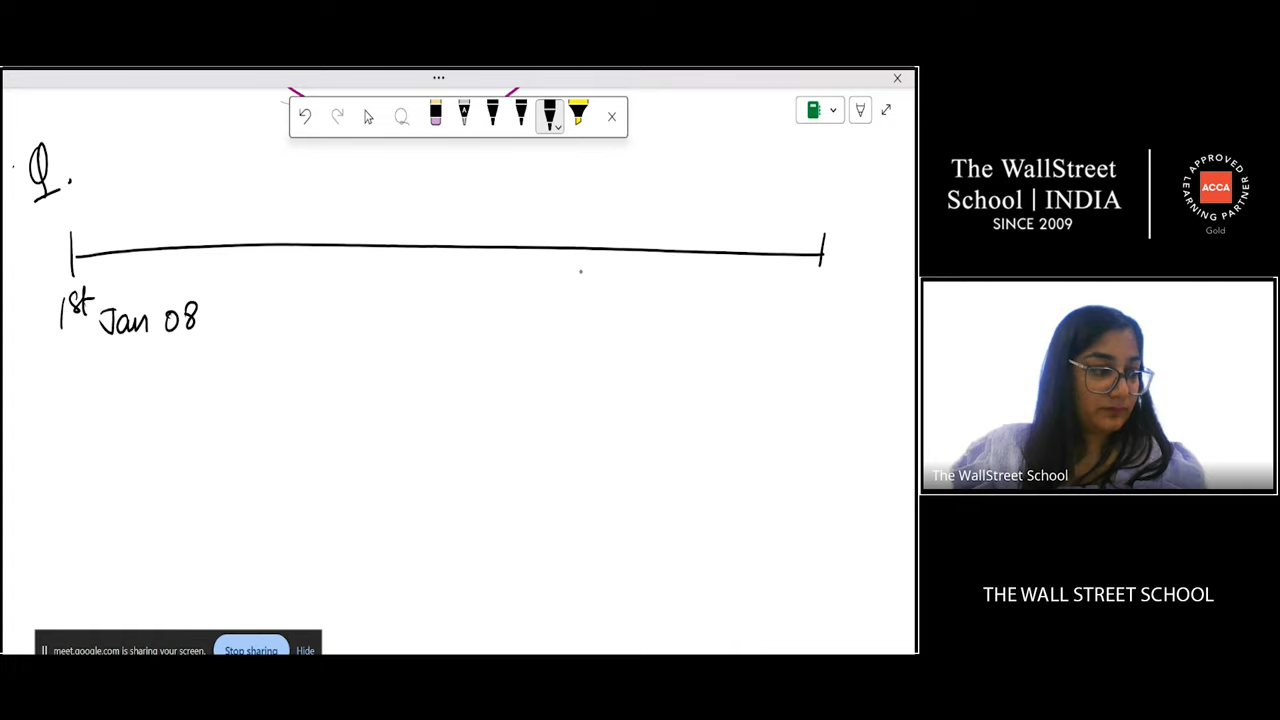 Q.
1st Jan 08
meet.google.com is sharing your screen.
Stop sharing
Hide
The WallStreet
School | INDIA
SINCE 2009
APPROVED
LEARNING PARTNER
ACCA
Gold
The WallStreet School
THE WALL STREET SCHOOL